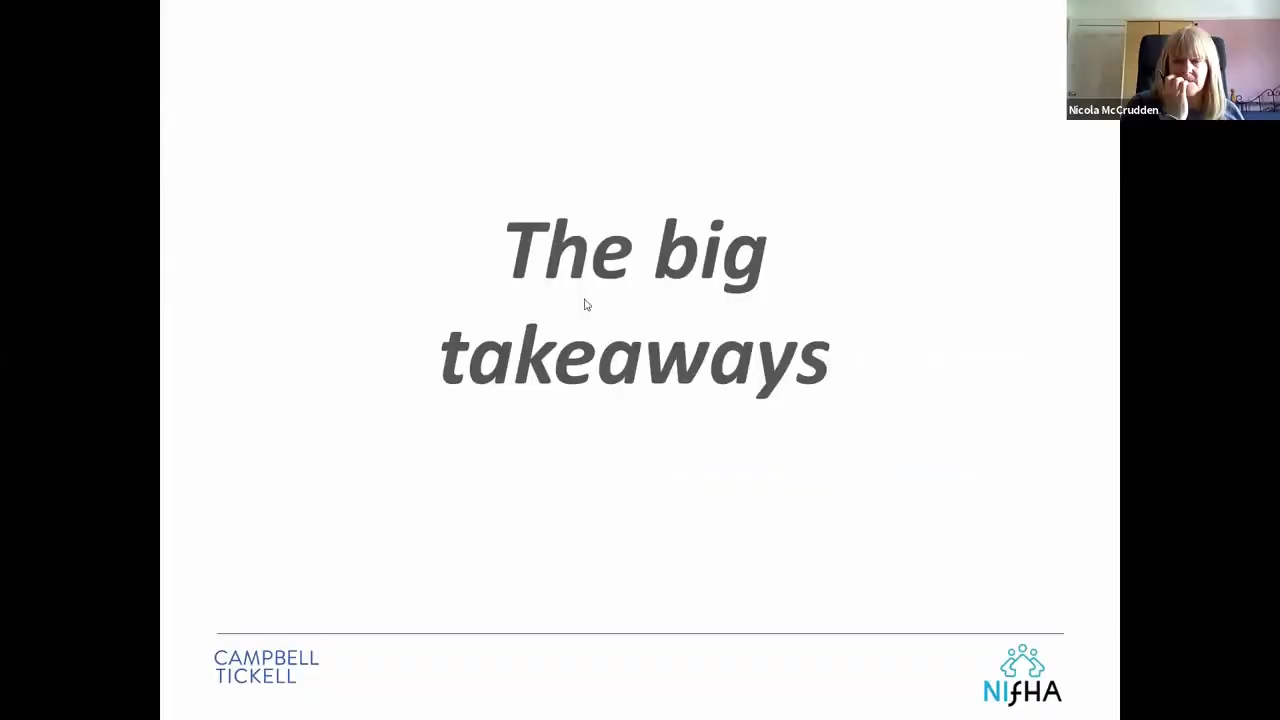 Nicola McCrudden
The big
takeaways
CAMPBELL
TICKELL
NIfHA